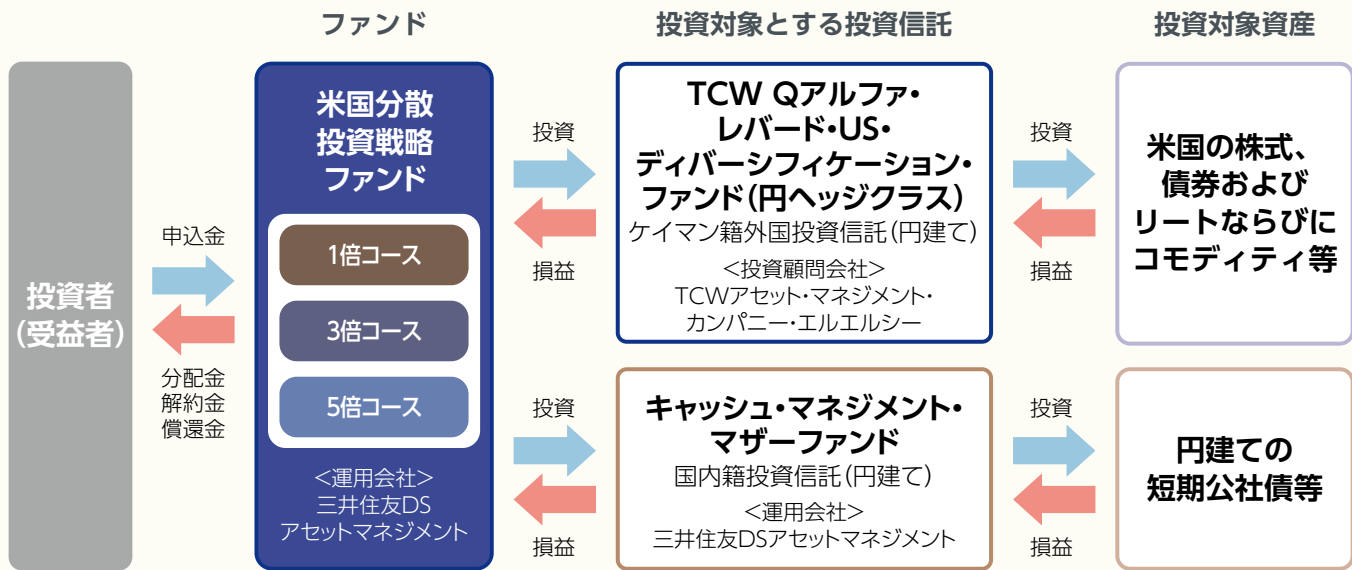 ファンド
投資対象とする投資信託
投資対象資産
投資者
(受益者)
申込金
分配金
解約金
償還金
米国分散
投資戦略
ファンド
1倍コース
3倍コース
5倍コース
<運用会社>
三井住友DS
アセットマネジメント
投資
損益
TCW Qアルファ・
レバード・US・
ディバーシフィケーション・
ファンド(円ヘッジクラス)
ケイマン籍外国投資信託(円建て)
<投資顧問会社>
TCWアセット・マネジメント・
カンパニー・エルエルシー
投資
損益
米国の株式、
債券および
リートならびに
コモディティ等
投資
損益
キャッシュ・マネジメント・
マザーファンド
国内籍投資信託(円建て)
<運用会社>
三井住友DSアセットマネジメント
投資
損益
円建ての
短期公社債等